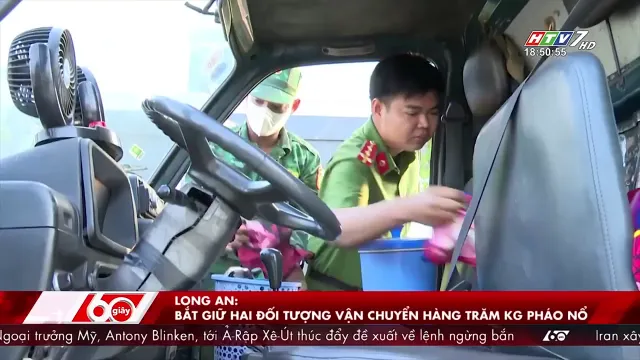 HTV7 HD
18:50:55
60 giây
LONG AN:
BẮT GIỮ HAI ĐỐI TƯỢNG VẬN CHUYỂN HÀNG TRĂM KG PHÁO NỔ
Ngoại trưởng Mỹ, Antony Blinken, tới Ả-Rập Xê-Út thúc đẩy đề xuất về lệnh ngừng bắn 60 Iran xả